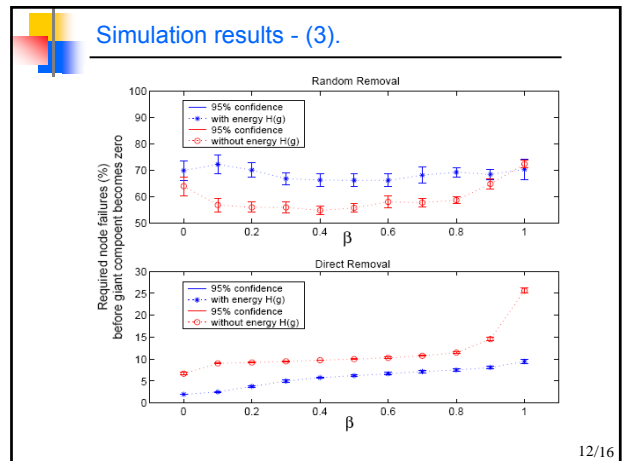 Simulation results - (3).
Random Removal
Required node failures (%)
before giant compoent becomes zero
100
90
80
70
60
50
95% confidence
with energy H(g)
95% confidence
without energy H(g)
0
0.2
0.4
0.6
0.8
1
β
Direct Removal
30
25
20
15
10
5
0
95% confidence
with energy H(g)
95% confidence
without energy H(g)
0
0.2
0.4
0.6
0.8
1
β
12/16